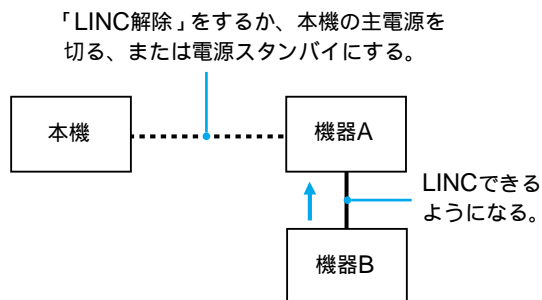 「LINC解除」をするか、本機の主電源を
切る、または電源スタンバイにする。
本機
機器A
LINCできる
ようになる。
機器B